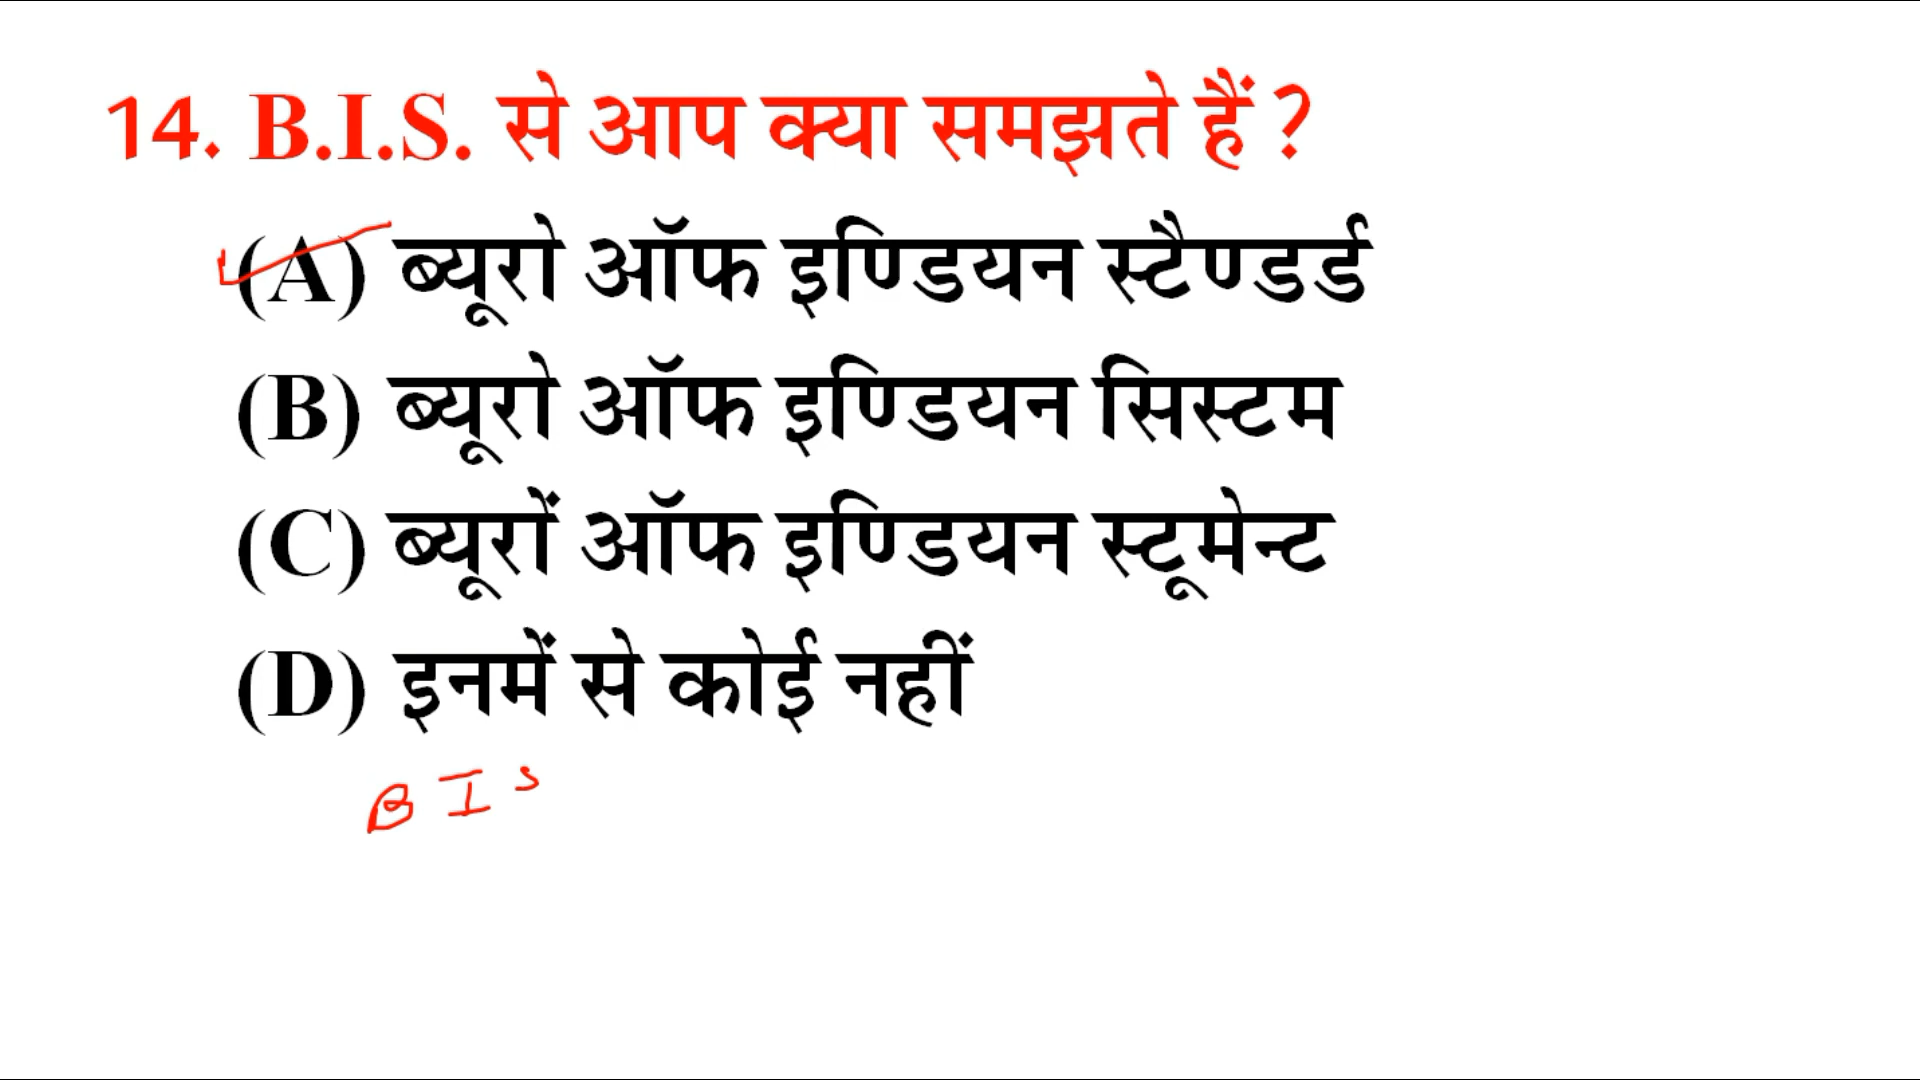 14. B.I.S. से आप क्या समझते हैं ?
(A) ब्यूरो ऑफ इण्डियन स्टैण्डर्ड
(B) ब्यूरो ऑफ इण्डियन सिस्टम
(C) ब्यूरों ऑफ इण्डियन स्टूमेन्ट
(D) इनमें से कोई नहीं
B I S